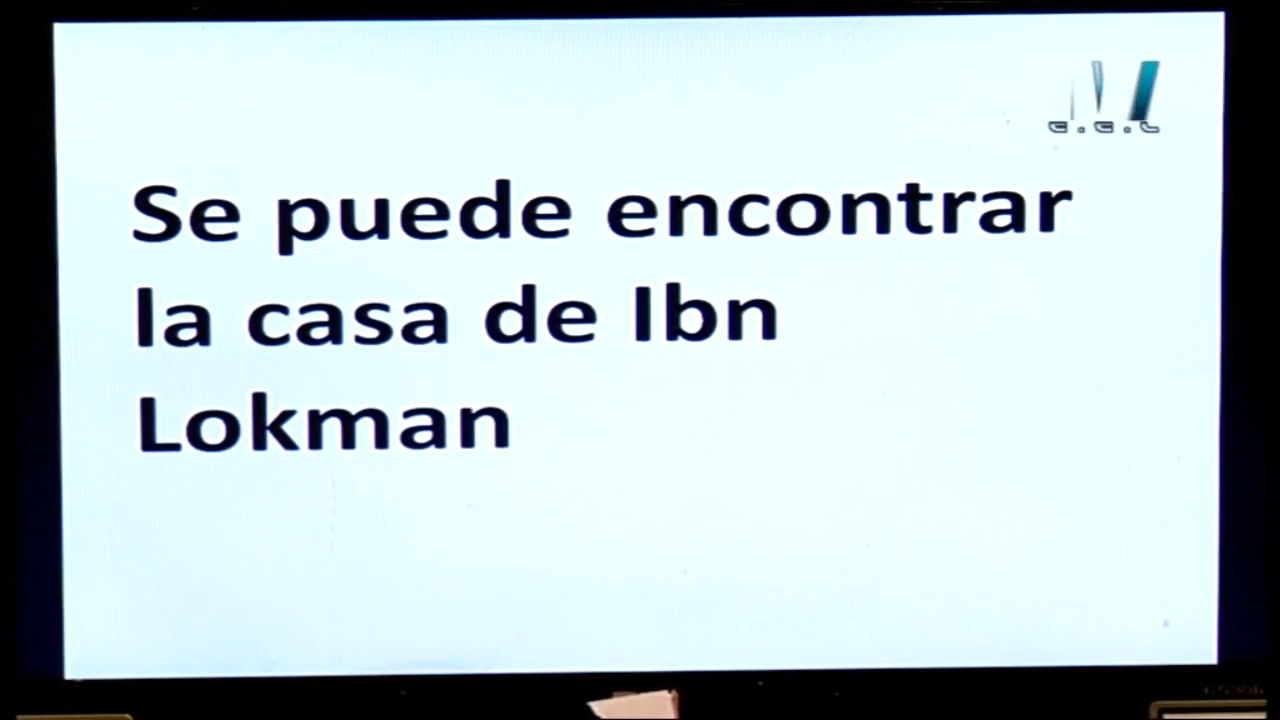 Se puede encontrar
la casa de Ibn
Lokman